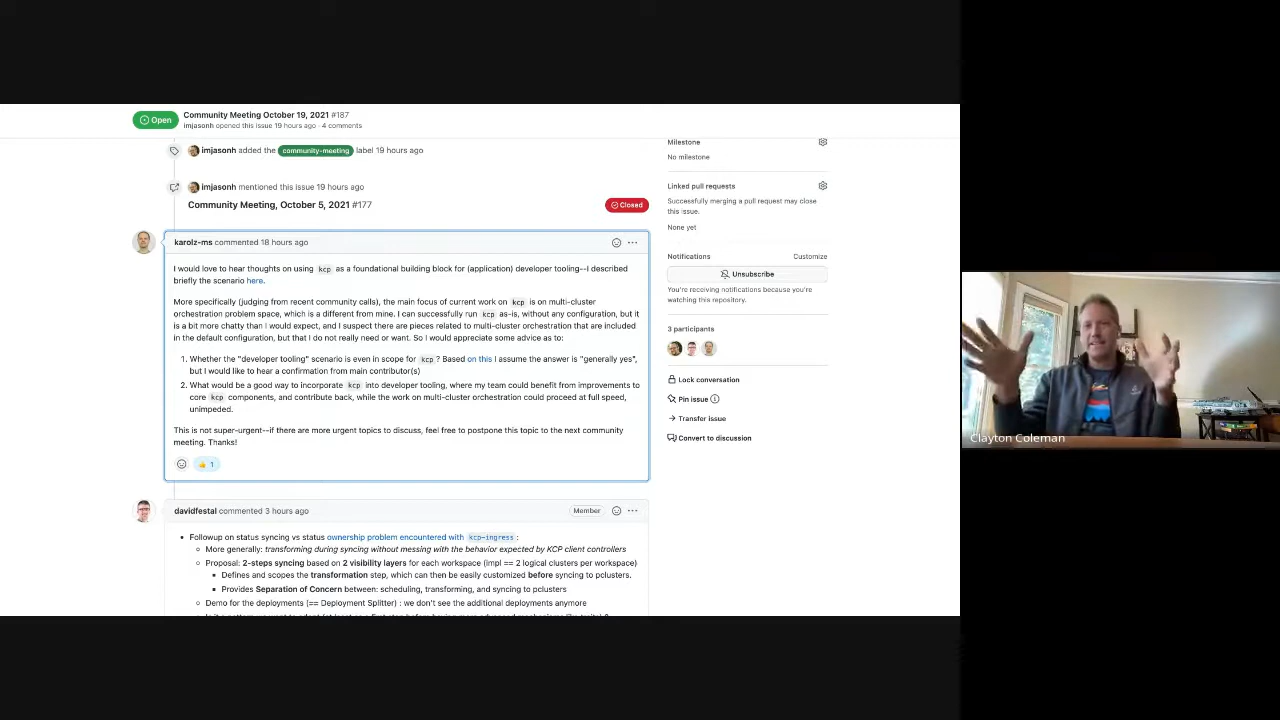 Open
Community Meeting October 19, 2021 #187
imjasonh opened this issue 19 hours ago · 4 comments
imjasonh added the community-meeting label 19 hours ago
imjasonh mentioned this issue 19 hours ago
Community Meeting, October 5, 2021 #177
Closed
karolz-ms commented 18 hours ago
I would love to hear thoughts on using kcp as a foundational building block for (application) developer tooling--I described
briefly the scenario here.
More specifically (judging from recent community calls), the main focus of current work on kcp is on multi-cluster
orchestration problem space, which is a different from mine. I can successfully run kcp as-is, without any configuration, but it
is a bit more chatty than I would expect, and I suspect there are pieces related to multi-cluster orchestration that are included
in the default configuration, but that I do not really need or want. So I would appreciate some advice as to:
1. Whether the "developer tooling" scenario is even in scope for kcp? Based on this I assume the answer is "generally yes",
but I would like to hear a confirmation from main contributor(s)
2. What would be a good way to incorporate kcp into developer tooling, where my team could benefit from improvements to
core kcp components, and contribute back, while the work on multi-cluster orchestration could proceed at full speed,
unimpeded.
This is not super-urgent--if there are more urgent topics to discuss, feel free to postpone this topic to the next community
meeting. Thanks!
👍 1
davidfestal commented 3 hours ago
Member
• Followup on status syncing vs status ownership problem encountered with kcp-ingress :
◦ More generally: transforming during syncing without messing with the behavior expected by KCP client controllers
◦ Proposal: 2-steps syncing based on 2 visibility layers for each workspace (impl == 2 logical clusters per workspace)
▪ Defines and scopes the transformation step, which can then be easily customized before syncing to pclusters.
▪ Provides Separation of Concern between: scheduling, transforming, and syncing to pclusters
◦ Demo for the deployments (== Deployment Splitter) : we don't see the additional deployments anymore
Milestone
No milestone
Linked pull requests
Successfully merging a pull request may close
this issue.
None yet
Notifications
Customize
Unsubscribe
You're receiving notifications because you're
watching this repository.
3 participants
Lock conversation
Pin issue
Transfer issue
Convert to discussion
Clayton Coleman